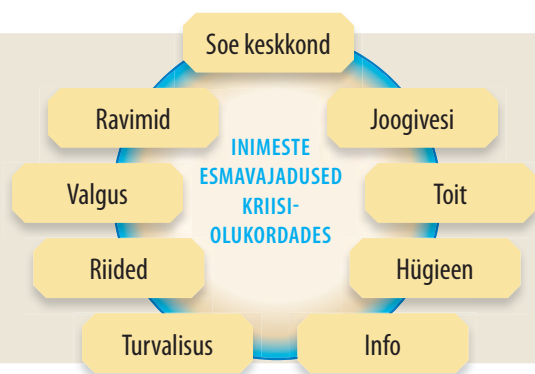 Soe keskkond
Ravimid
Joogivesi
INIMESTE
ESMAVAJADUSED
KRIISI-
OLUKORDADES
Valgus
Toit
Riided
Hügieen
Turvalisus
Info